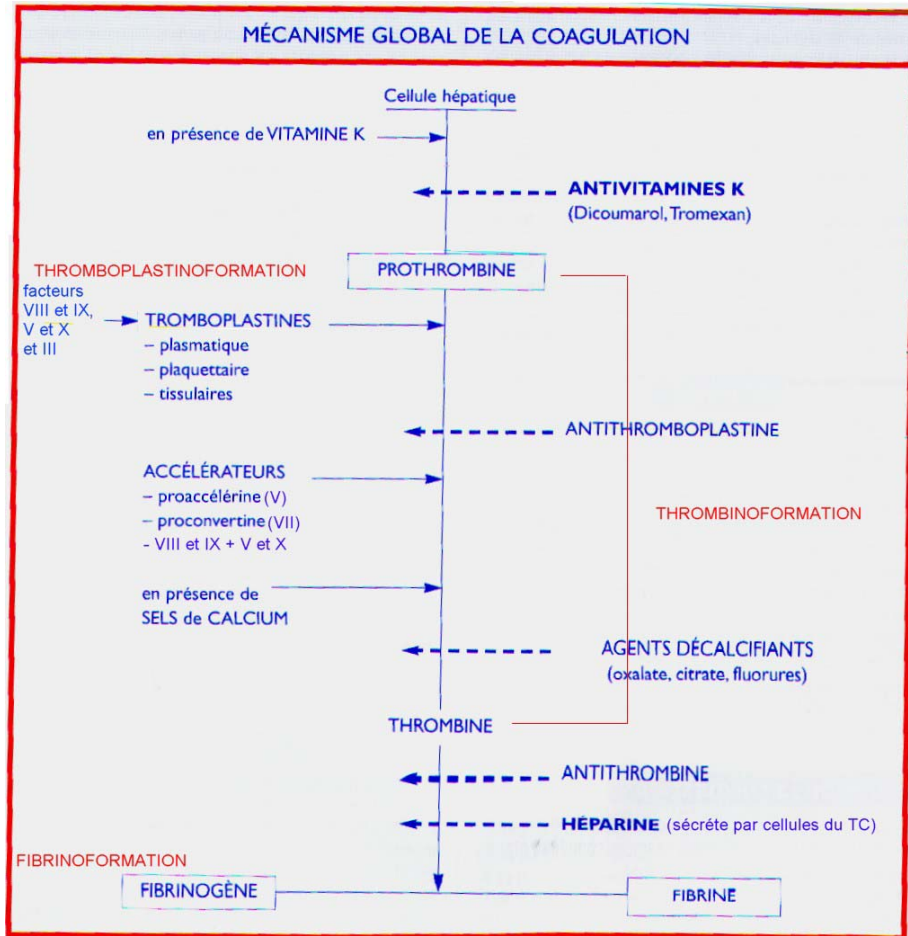 MÉCANISME GLOBAL DE LA COAGULATION
Cellule hépatique
en présence de VITAMINE K
ANTIVITAMINES K
(Dicoumarol, Tromexan)
PROTHROMBINE
THROMBOPLASTINOFORMATION
facteurs
VIII et IX,
V et X
et III
TROMBOPLASTINES
– plasmatique
– plaquettaire
– tissulaires
ANTITHROMBOPLASTINE
ACCÉLÉRATEURS
– proaccélérine (V)
– proconvertine (VII)
- VIII et IX + V et X
THROMBINOFORMATION
en présence de
SELS de CALCIUM
AGENTS DÉCALCIFIANTS
(oxalate, citrate, fluorures)
THROMBINE
ANTITHROMBINE
HÉPARINE (sécréte par cellules du TC)
FIBRINOFORMATION
FIBRINOGÈNE
FIBRINE